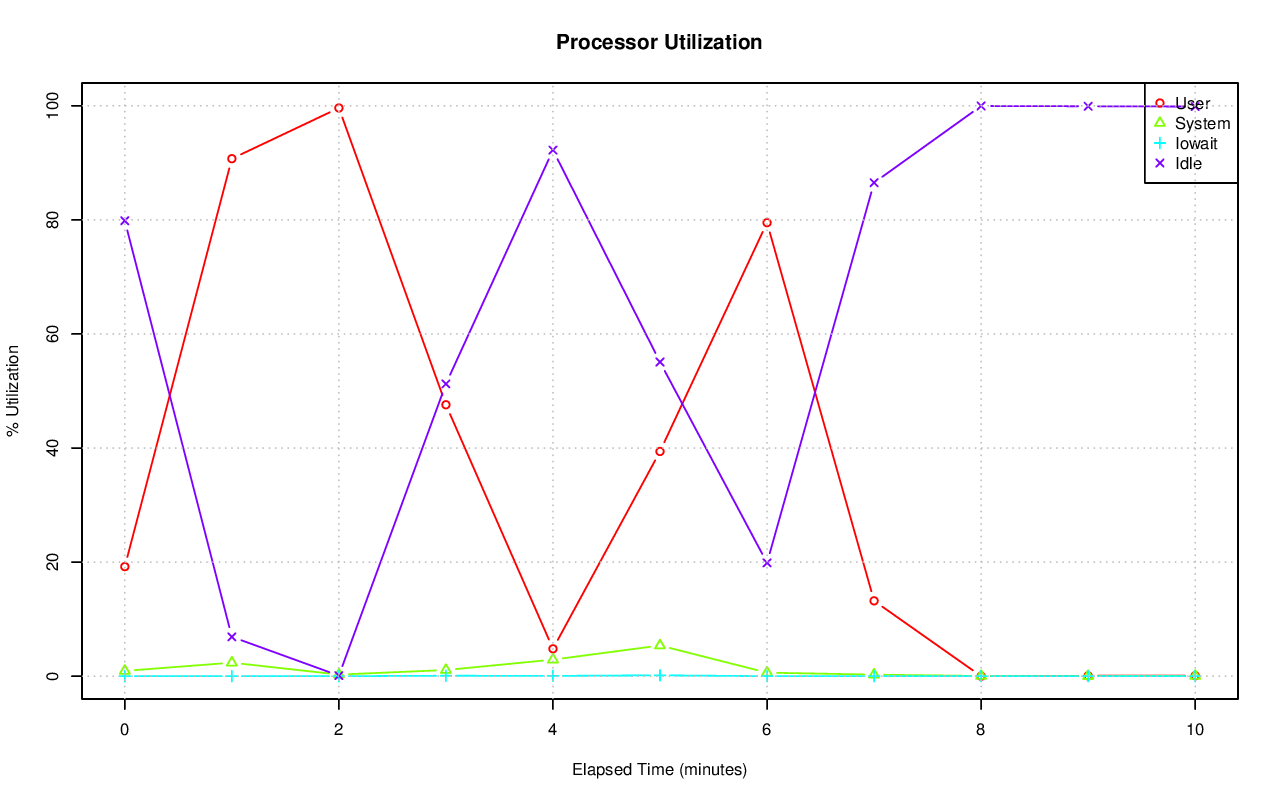 Processor Utilization
% Utilization
100
80
60
40
20
0
User
System
Iowait
Idle
0 2 4 6 8 10
Elapsed Time (minutes)